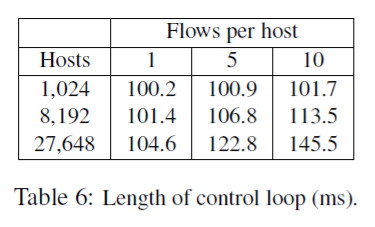 Flows per host
Hosts 1 5 10
1,024 100.2 100.9 101.7
8,192 101.4 106.8 113.5
27,648 104.6 122.8 145.5
Table 6: Length of control loop (ms).